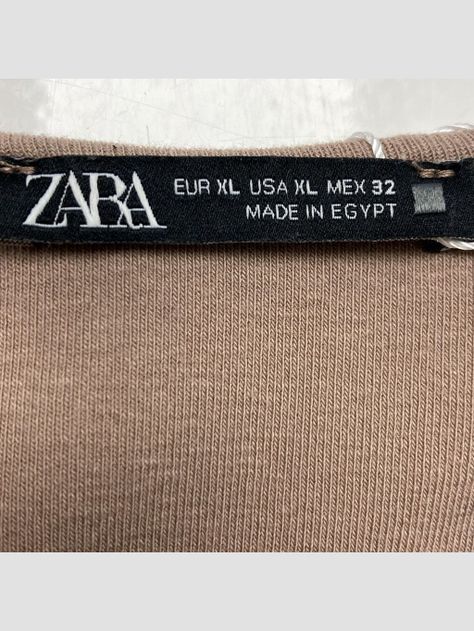 ZARA
EUR XL USA XL MEX 32
MADE IN EGYPT